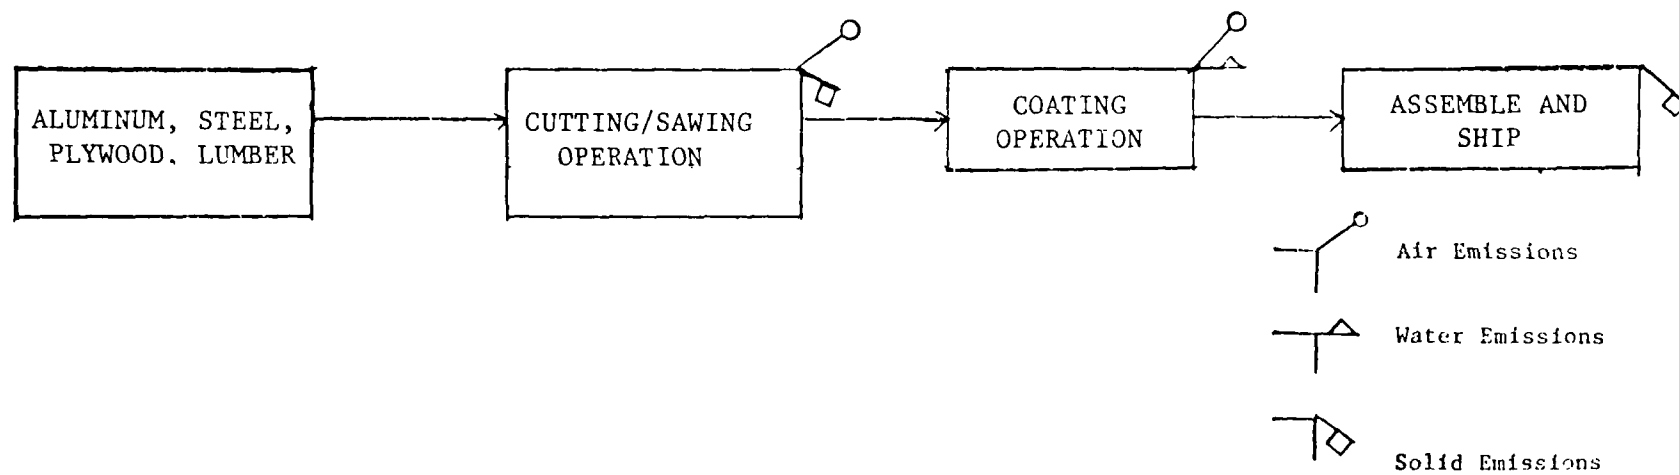 ALUMINUM, STEEL,
PLYWOOD, LUMBER
CUTTING/SAWING
OPERATION
COATING
OPERATION
ASSEMBLE AND
SHIP
Air Emissions
Water Emissions
Solid Emissions